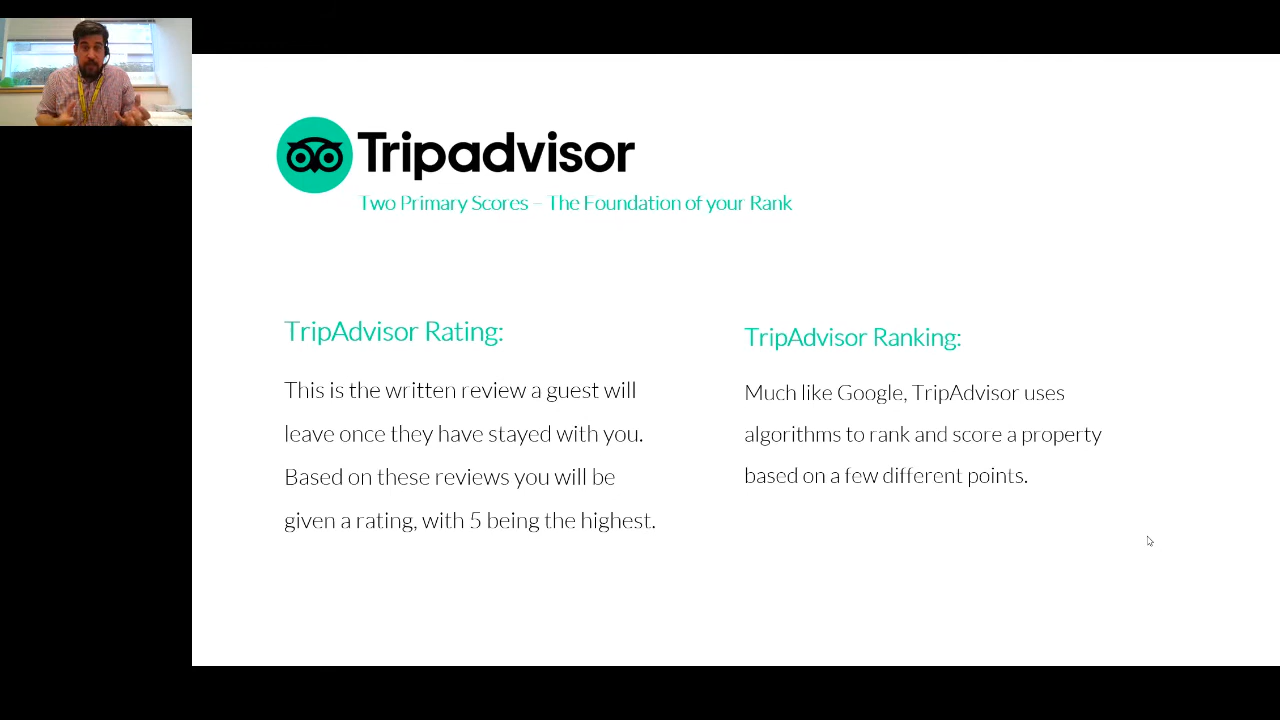 Tripadvisor
Two Primary Scores – The Foundation of your Rank
TripAdvisor Rating:
This is the written review a guest will
leave once they have stayed with you.
Based on these reviews you will be
given a rating, with 5 being the highest.
TripAdvisor Ranking:
Much like Google, TripAdvisor uses
algorithms to rank and score a property
based on a few different points.